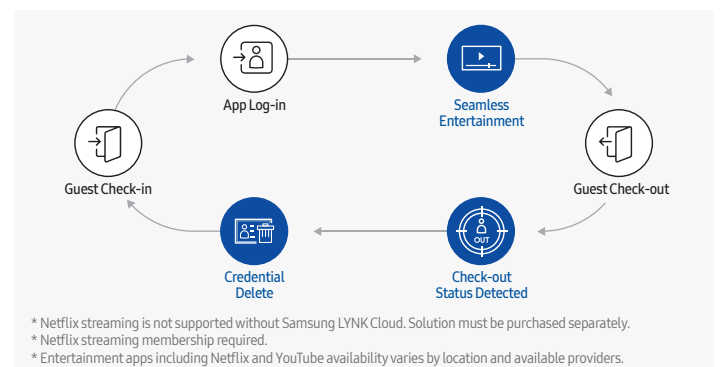 App Log-in
Seamless
Entertainment
Guest Check-in
Guest Check-out
OUT
Credential
Delete
Check-out
Status Detected
* Netflix streaming is not supported without Samsung LYNK Cloud. Solution must be purchased separately.
* Netflix streaming membership required.
* Entertainment apps including Netflix and YouTube availability varies by location and available providers.